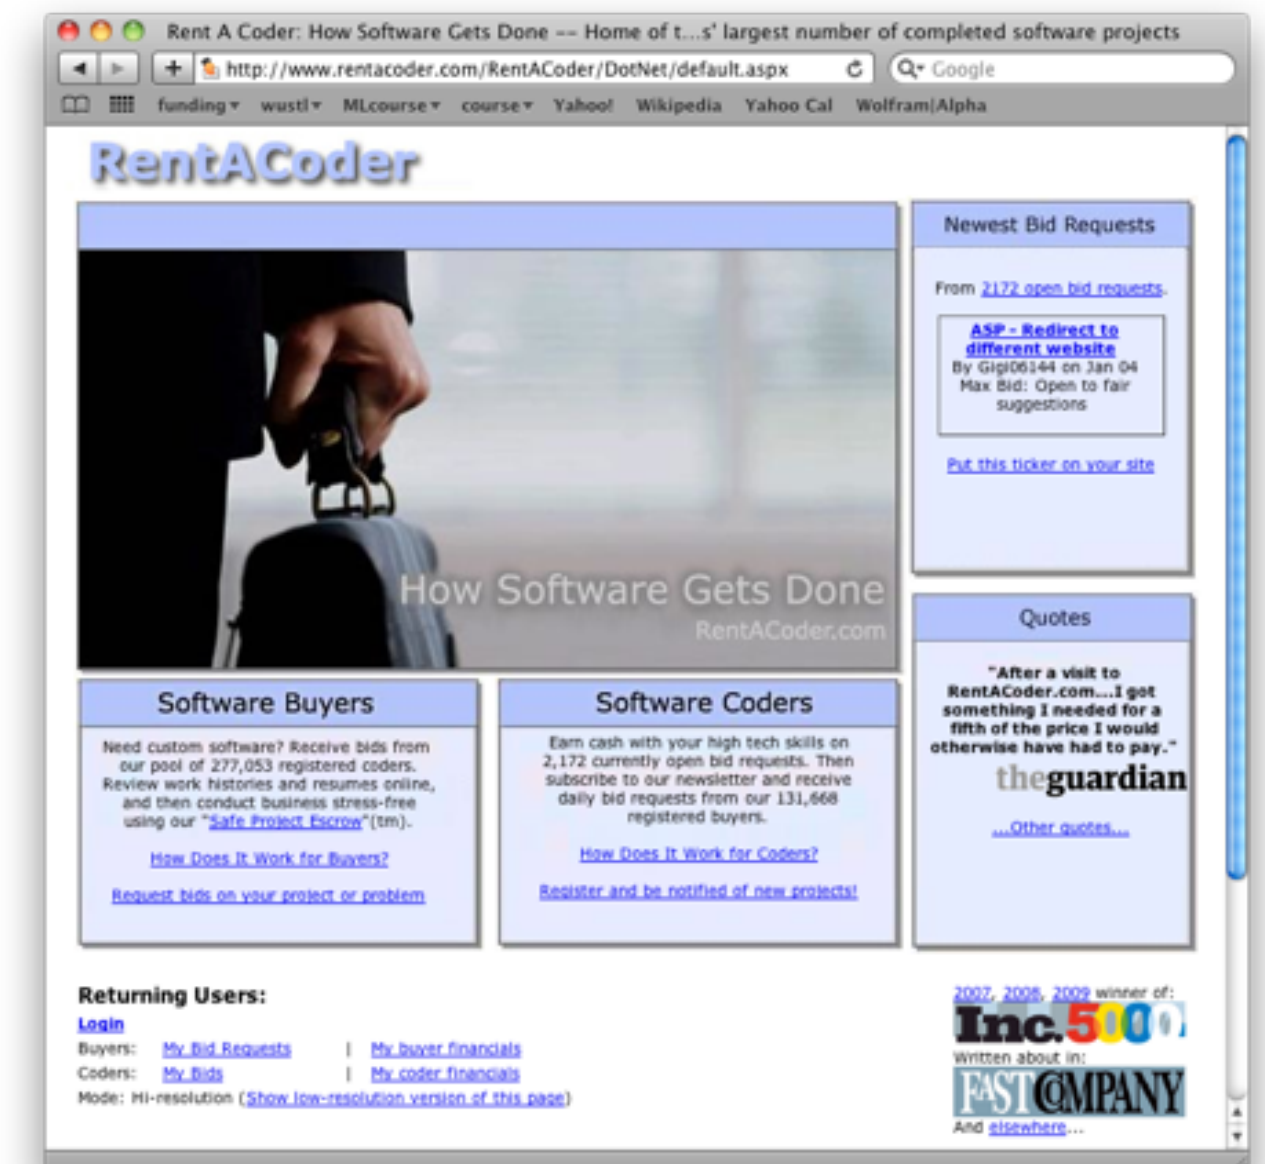 Rent A Coder: How Software Gets Done -- Home of t...s' largest number of completed software projects
http://www.rentacoder.com/RentACoder/DotNet/default.aspx
Google
funding wustl MLcourse course Yahoo! Wikipedia Yahoo Cal Wolfram|Alpha
RentACoder
How Software Gets Done
RentACoder.com
Newest Bid Requests
From 2172 open bid requests.
ASP - Redirect to
different website
By Gigi06144 on Jan 04
Max Bid: Open to fair
suggestions
Put this ticker on your site
Software Buyers
Need custom software? Receive bids from
our pool of 277,053 registered coders.
Review work histories and resumes online,
and then conduct business stress-free
using our "Safe Project Escrow"(tm).
How Does It Work for Buyers?
Request bids on your project or problem
Software Coders
Earn cash with your high tech skills on
2,172 currently open bid requests. Then
subscribe to our newsletter and receive
daily bid requests from our 131,668
registered buyers.
How Does It Work for Coders?
Register and be notified of new projects!
Quotes
"After a visit to
RentACoder.com...I got
something I needed for a
fifth of the price I would
otherwise have had to pay."
theguardian
...Other quotes...
Returning Users:
Login
Buyers: My Bid Requests | My buyer financials
Coders: My Bids | My coder financials
Mode: Hi-resolution (Show low-resolution version of this page)
2007, 2008, 2009 winner of:
Inc.5000
Written about in:
FAST COMPANY
And elsewhere...